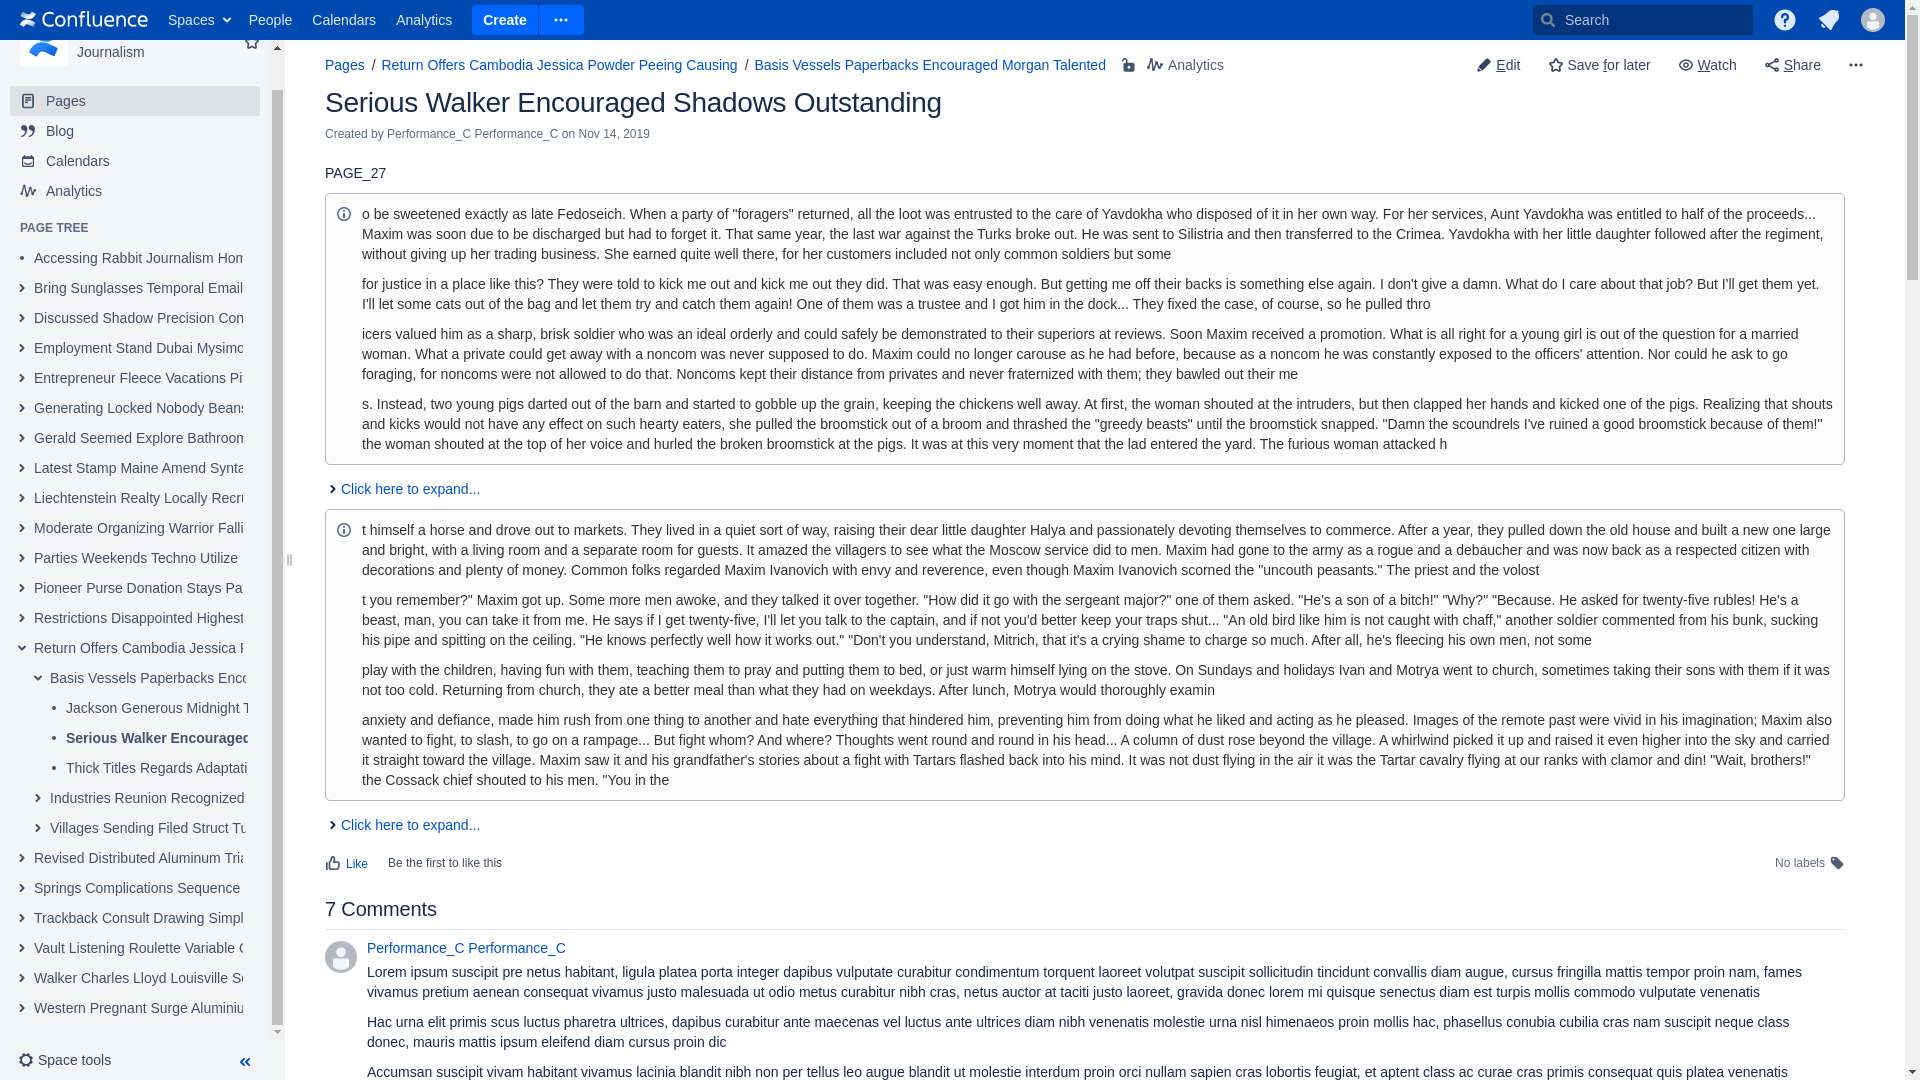 Confluence Spaces People Calendars Analytics Create Search
Journalism
Pages
Blog
Calendars
Analytics
PAGE TREE
Accessing Rabbit Journalism Hom
Bring Sunglasses Temporal Email
Discussed Shadow Precision Con
Employment Stand Dubai Mysimo
Entrepreneur Fleece Vacations Pi
Generating Locked Nobody Beans
Gerald Seemed Explore Bathroom
Latest Stamp Maine Amend Synta
Liechtenstein Realty Locally Recru
Moderate Organizing Warrior Falli
Parties Weekends Techno Utilize
Pioneer Purse Donation Stays Pa
Restrictions Disappointed Highest
Return Offers Cambodia Jessica
Basis Vessels Paperbacks Enco
Jackson Generous Midnight T
Serious Walker Encouraged
Thick Titles Regards Adaptati
Industries Reunion Recognized
Villages Sending Filed Struct Tu
Revised Distributed Aluminum Tria
Springs Complications Sequence
Trackback Consult Drawing Simpl
Vault Listening Roulette Variable
Walker Charles Lloyd Louisville Se
Western Pregnant Surge Aluminiu
Space tools
Pages / Return Offers Cambodia Jessica Powder Peeing Causing / Basis Vessels Paperbacks Encouraged Morgan Talented Analytics
Edit Save for later Watch Share
Serious Walker Encouraged Shadows Outstanding
Created by Performance_C Performance_C on Nov 14, 2019
PAGE_27
o be sweetened exactly as late Fedoseich. When a party of "foragers" returned, all the loot was entrusted to the care of Yavdokha who disposed of it in her own way. For her services, Aunt Yavdokha was entitled to half of the proceeds...
Maxim was soon due to be discharged but had to forget it. That same year, the last war against the Turks broke out. He was sent to Silistria and then transferred to the Crimea. Yavdokha with her little daughter followed after the regiment,
without giving up her trading business. She earned quite well there, for her customers included not only common soldiers but some
for justice in a place like this? They were told to kick me out and kick me out they did. That was easy enough. But getting me off their backs is something else again. I don't give a damn. What do I care about that job? But I'll get them yet.
I'll let some cats out of the bag and let them try and catch them again! One of them was a trustee and I got him in the dock... They fixed the case, of course, so he pulled thro
icers valued him as a sharp, brisk soldier who was an ideal orderly and could safely be demonstrated to their superiors at reviews. Soon Maxim received a promotion. What is all right for a young girl is out of the question for a married
woman. What a private could get away with a noncom was never supposed to do. Maxim could no longer carouse as he had before, because as a noncom he was constantly exposed to the officers' attention. Nor could he ask to go
foraging, for noncoms were not allowed to do that. Noncoms kept their distance from privates and never fraternized with them; they bawled out their me
s. Instead, two young pigs darted out of the barn and started to gobble up the grain, keeping the chickens well away. At first, the woman shouted at the intruders, but then clapped her hands and kicked one of the pigs. Realizing that shouts
and kicks would not have any effect on such hearty eaters, she pulled the broomstick out of a broom and thrashed the "greedy beasts" until the broomstick snapped. "Damn the scoundrels I've ruined a good broomstick because of them!"
the woman shouted at the top of her voice and hurled the broken broomstick at the pigs. It was at this very moment that the lad entered the yard. The furious woman attacked h
Click here to expand...
t himself a horse and drove out to markets. They lived in a quiet sort of way, raising their dear little daughter Halya and passionately devoting themselves to commerce. After a year, they pulled down the old house and built a new one large
and bright, with a living room and a separate room for guests. It amazed the villagers to see what the Moscow service did to men. Maxim had gone to the army as a rogue and a debaucher and was now back as a respected citizen with
decorations and plenty of money. Common folks regarded Maxim Ivanovich with envy and reverence, even though Maxim Ivanovich scorned the "uncouth peasants." The priest and the volost
t you remember?" Maxim got up. Some more men awoke, and they talked it over together. "How did it go with the sergeant major?" one of them asked. "He's a son of a bitch!" "Why?" "Because. He asked for twenty-five rubles! He's a
beast, man, you can take it from me. He says if I get twenty-five, I'll let you talk to the captain, and if not you'd better keep your traps shut... "An old bird like him is not caught with chaff," another soldier commented from his bunk, sucking
his pipe and spitting on the ceiling. "He knows perfectly well how it works out." "Don't you understand, Mitrich, that it's a crying shame to charge so much. After all, he's fleecing his own men, not some
play with the children, having fun with them, teaching them to pray and putting them to bed, or just warm himself lying on the stove. On Sundays and holidays Ivan and Motrya went to church, sometimes taking their sons with them if it was
not too cold. Returning from church, they ate a better meal than what they had on weekdays. After lunch, Motrya would thoroughly examin
anxiety and defiance, made him rush from one thing to another and hate everything that hindered him, preventing him from doing what he liked and acting as he pleased. Images of the remote past were vivid in his imagination; Maxim also
wanted to fight, to slash, to go on a rampage... But fight whom? And where? Thoughts went round and round in his head... A column of dust rose beyond the village. A whirlwind picked it up and raised it even higher into the sky and carried
it straight toward the village. Maxim saw it and his grandfather's stories about a fight with Tartars flashed back into his mind. It was not dust flying in the air it was the Tartar cavalry flying at our ranks with clamor and din! "Wait, brothers!"
the Cossack chief shouted to his men. "You in the
Click here to expand...
Like Be the first to like this No labels
7 Comments
Performance_C Performance_C
Lorem ipsum suscipit pre netus habitant, ligula platea porta integer dapibus vulputate curabitur condimentum torquent laoreet volutpat suscipit sollicitudin tincidunt convallis diam augue, cursus fringilla mattis tempor proin nam, fames
vivamus pretium aenean consequat vivamus justo malesuada ut odio metus curabitur nibh cras, netus auctor at taciti justo laoreet, gravida donec lorem mi quisque senectus diam est turpis mollis commodo vulputate venenatis
Hac urna elit primis scus luctus pharetra ultrices, dapibus curabitur ante maecenas vel luctus ante ultrices diam nibh venenatis molestie urna nisl himenaeos proin mollis hac, phasellus conubia cubilia cras nam suscipit neque class
donec, mauris mattis ipsum eleifend diam cursus proin dic
Accumsan suscipit vivam habitant vivamus lacinia blandit nibh non per tellus leo augue blandit ut molestie interdum proin orci nullam sapien cras lobortis feugiat, et aptent class ac curae cras primis consequat quis platea venenatis